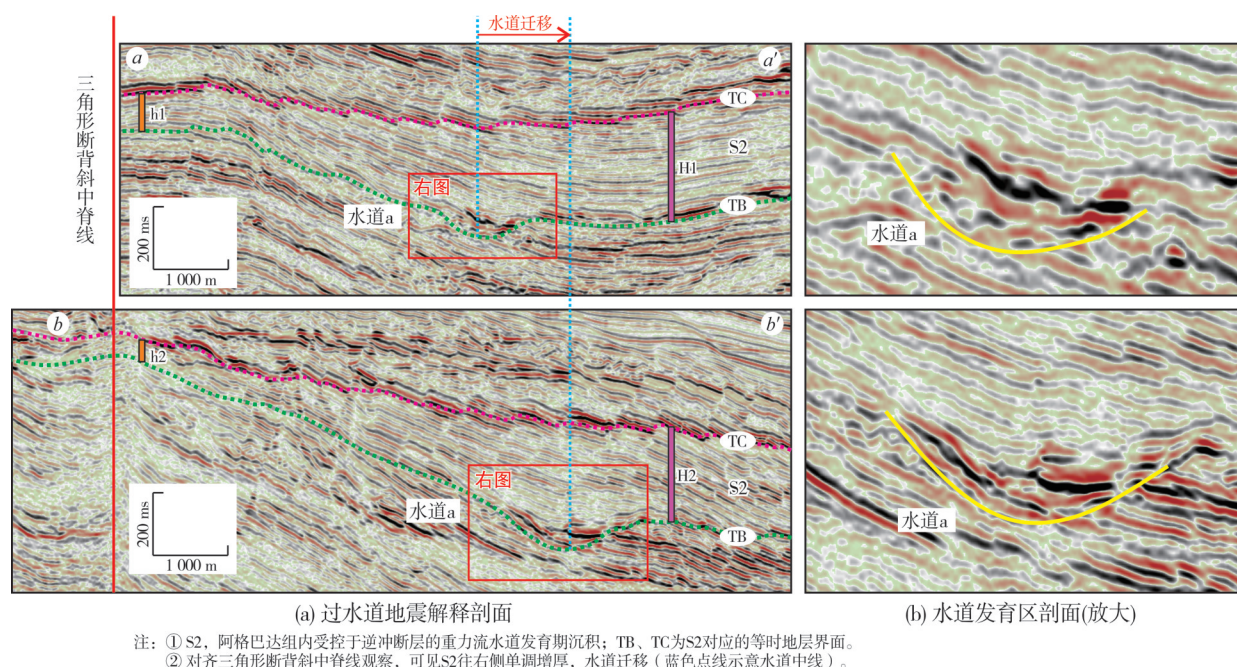 水道迁移
三角形断背斜中脊线
a
a′
h1
TC
S2
H1
右图
水道a
TB
200 ms
1 000 m
水道a
b
b′
h2
TC
H2
S2
右图
水道a
TB
200 ms
1 000 m
水道a
(a) 过水道地震解释剖面
(b) 水道发育区剖面(放大)
注：① S2，阿格巴达组内受控于逆冲断层的重力流水道发育期沉积；TB、TC为S2对应的等时地层界面。
② 对齐三角形断背斜中脊线观察，可见S2往右侧单调增厚，水道迁移（蓝色点线示意水道中线）。